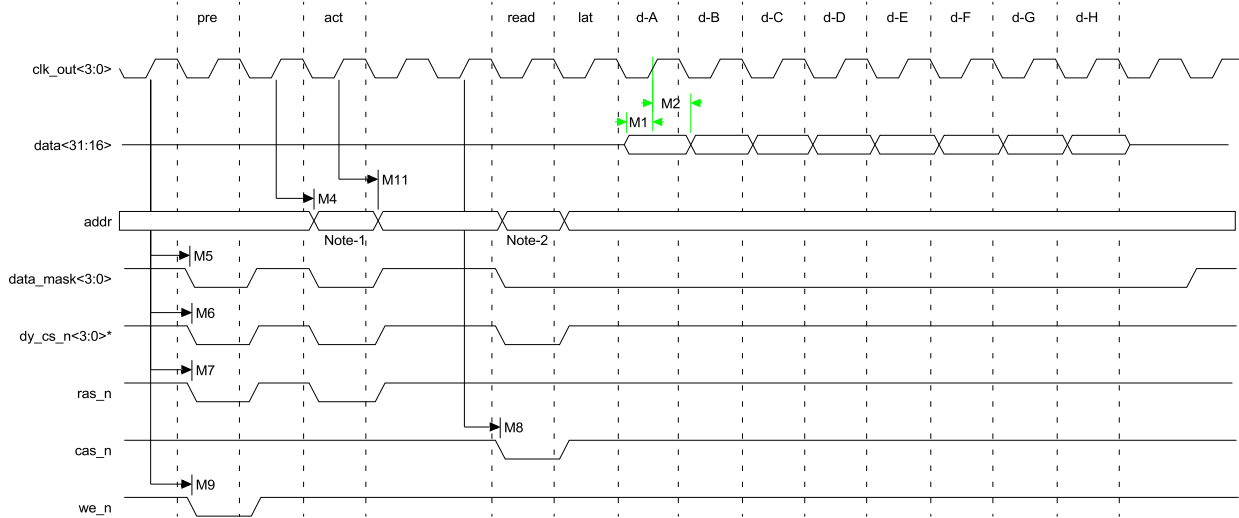 pre act read lat d-A d-B d-C d-D d-E d-F d-G d-H
clk_out<3:0>
M2
M1
data<31:16>
M11
M4
addr
Note-1 Note-2
M5
data_mask<3:0>
M6
dy_cs_n<3:0>*
M7
ras_n
M8
cas_n
M9
we_n